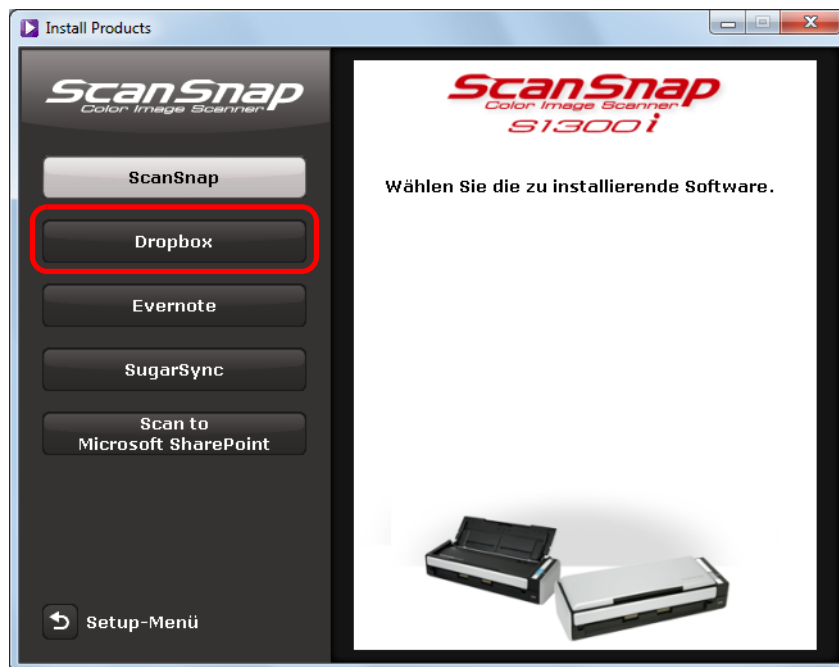 Install Products
ScanSnap
Color Image Scanner
ScanSnap
Dropbox
Evernote
SugarSync
Scan to
Microsoft SharePoint
Setup-Menü
ScanSnap
Color Image Scanner
S1300i
Wählen Sie die zu installierende Software.